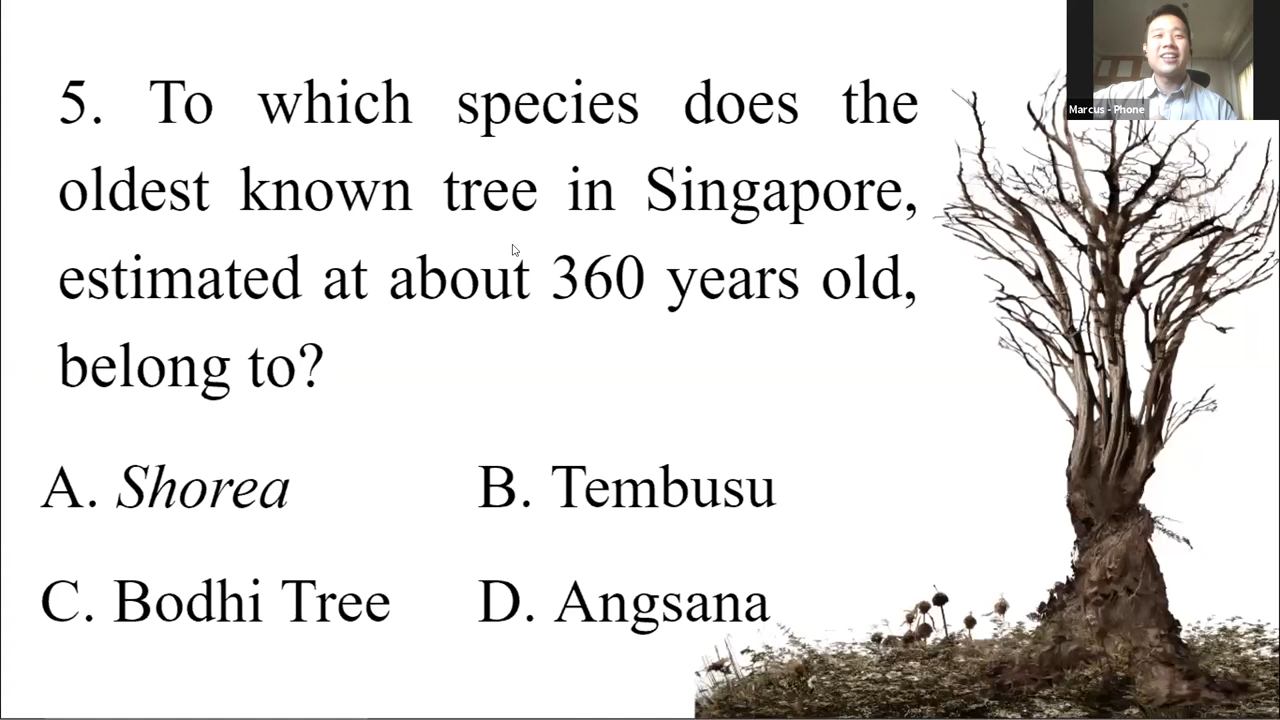 Marcus - Phone
5. To which species does the
oldest known tree in Singapore,
estimated at about 360 years old,
belong to?
A. Shorea
B. Tembusu
C. Bodhi Tree
D. Angsana